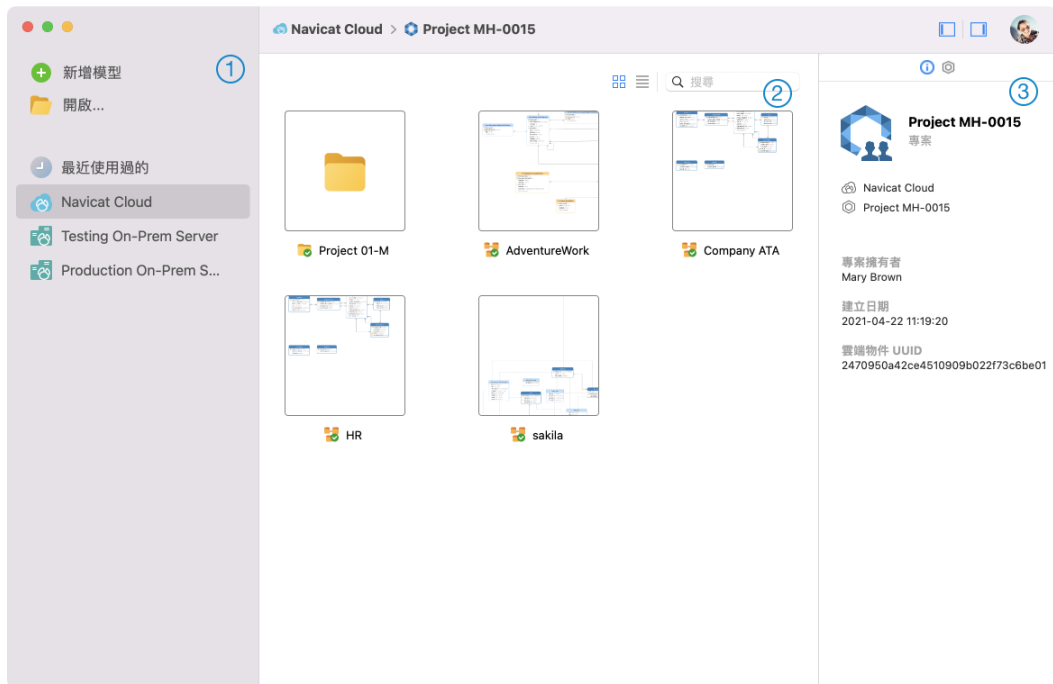 Navicat Cloud > Project MH-0015
新增模型
①
開啟...
最近使用過的
Navicat Cloud
Testing On-Prem Server
Production On-Prem S...
搜尋
②
Project 01-M
AdventureWork
Company ATA
HR
sakila
③
Project MH-0015
專案
Navicat Cloud
Project MH-0015
專案擁有者
Mary Brown
建立日期
2021-04-22 11:19:20
雲端物件 UUID
2470950a42ce4510909b022f73c6be01